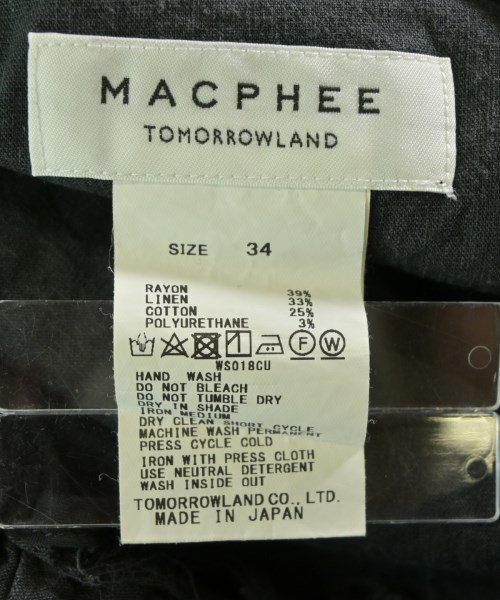 MACPHEE
TOMORROWLAND
SIZE 34
RAYON 39%
LINEN 33%
COTTON 25%
POLYURETHANE 3%
F W
WS018CU
HAND WASH
DO NOT BLEACH
DO NOT TUMBLE DRY
DRY IN SHADE
IRON MEDIUM
DRY CLEAN SHORT CYCLE
MACHINE WASH PERMANENT
PRESS CYCLE COLD
IRON WITH PRESS CLOTH
USE NEUTRAL DETERGENT
WASH INSIDE OUT
TOMORROWLAND CO., LTD.
MADE IN JAPAN